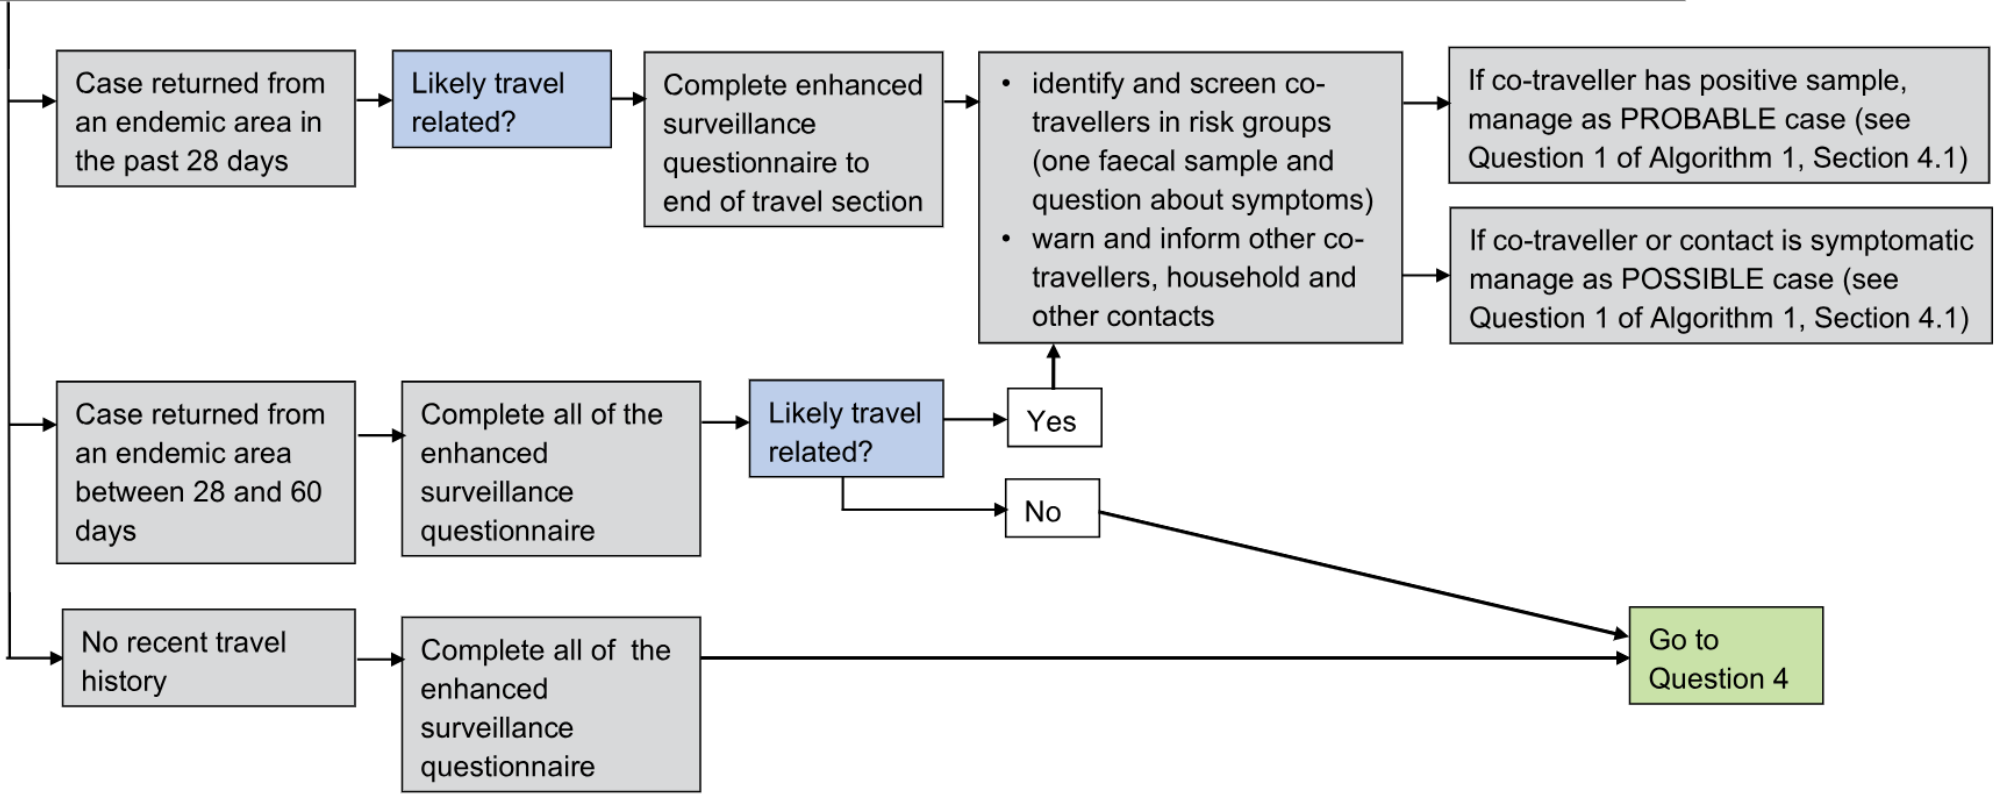 Case returned from
an endemic area in
the past 28 days
Likely travel
related?
Complete enhanced
surveillance
questionnaire to
end of travel section
• identify and screen co-
travellers in risk groups
(one faecal sample and
question about symptoms)
• warn and inform other co-
travellers, household and
other contacts
If co-traveller has positive sample,
manage as PROBABLE case (see
Question 1 of Algorithm 1, Section 4.1)
If co-traveller or contact is symptomatic
manage as POSSIBLE case (see
Question 1 of Algorithm 1, Section 4.1)
Case returned from
an endemic area
between 28 and 60
days
Complete all of the
enhanced
surveillance
questionnaire
Likely travel
related?
Yes
No
No recent travel
history
Complete all of the
enhanced
surveillance
questionnaire
Go to
Question 4